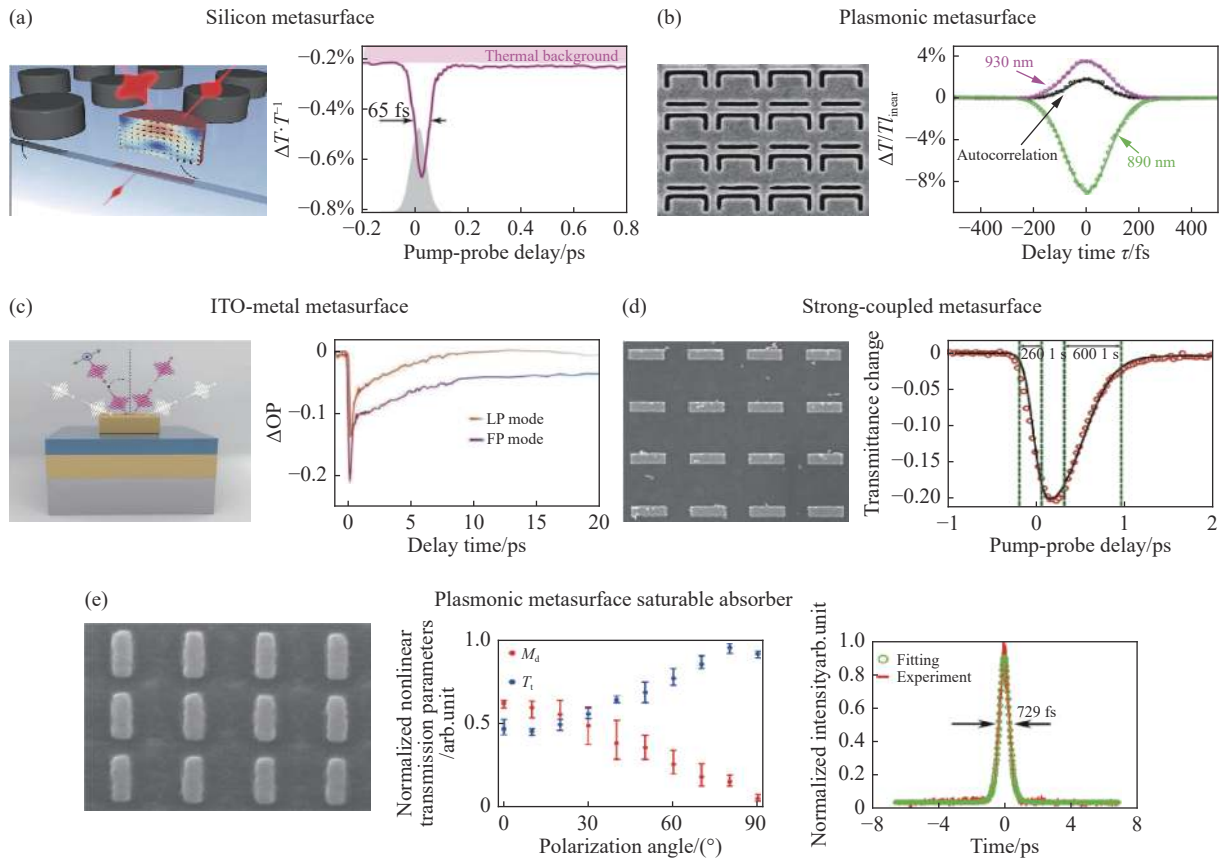 (a)
Silicon metasurface
−0.2%
−0.4%
−0.6%
−0.8%
ΔT·T⁻¹
Thermal background
65 fs
−0.2
0
0.2
0.4
0.6
0.8
Pump-probe delay/ps
(b)
Plasmonic metasurface
4%
0
−4%
−8%
ΔT/Tlinear
930 nm
Autocorrelation
890 nm
−400
−200
0
200
400
Delay time τ/fs
(c)
ITO-metal metasurface
0
−0.1
−0.2
ΔOP
LP mode
FP mode
0
5
10
15
20
Delay time/ps
(d)
Strong-coupled metasurface
0
−0.05
−0.10
−0.15
−0.20
Transmittance change
260 1 s
600 1 s
−1
0
1
2
Pump-probe delay/ps
(e)
Plasmonic metasurface saturable absorber
1.0
0.5
0
Normalized nonlinear
transmission parameters
/arb.unit
Md
Tt
0
30
60
90
Polarization angle/(°)
1.0
0.8
0.6
0.4
0.2
0
Normalized intensityarb.unit
Fitting
Experiment
729 fs
−8
−4
0
4
8
Time/ps